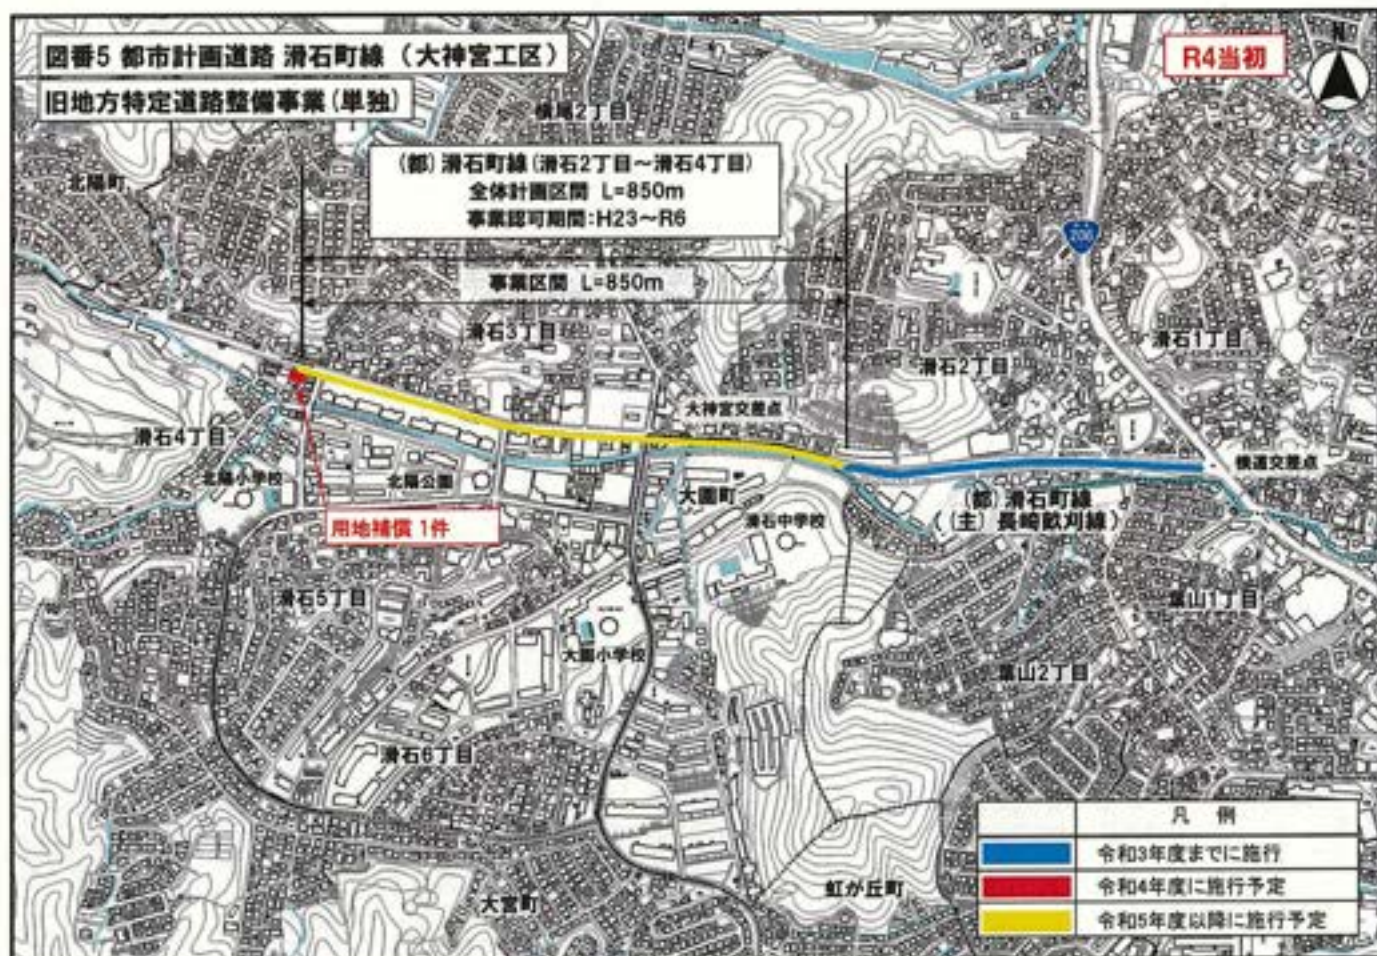 図番5 都市計画道路 滑石町線 (大神宮工区)
旧地方特定道路整備事業(単独)
R4当初
N
横尾2丁目
北陽町
(都)滑石町線(滑石2丁目～滑石4丁目)
全体計画区間 L=850m
事業認可期間:H23～R6
206
事業区間 L=850m
滑石3丁目
滑石1丁目
滑石2丁目
大神宮交差点
滑石4丁目
横道交差点
北陽小学校
北陽公園
大園町
(都)滑石町線
((主)長崎畝刈線)
滑石中学校
用地補償 1件
滑石5丁目
葉山1丁目
大園小学校
葉山2丁目
滑石6丁目
大宮町
虹が丘町
凡 例
令和3年度までに施行
令和4年度に施行予定
令和5年度以降に施行予定